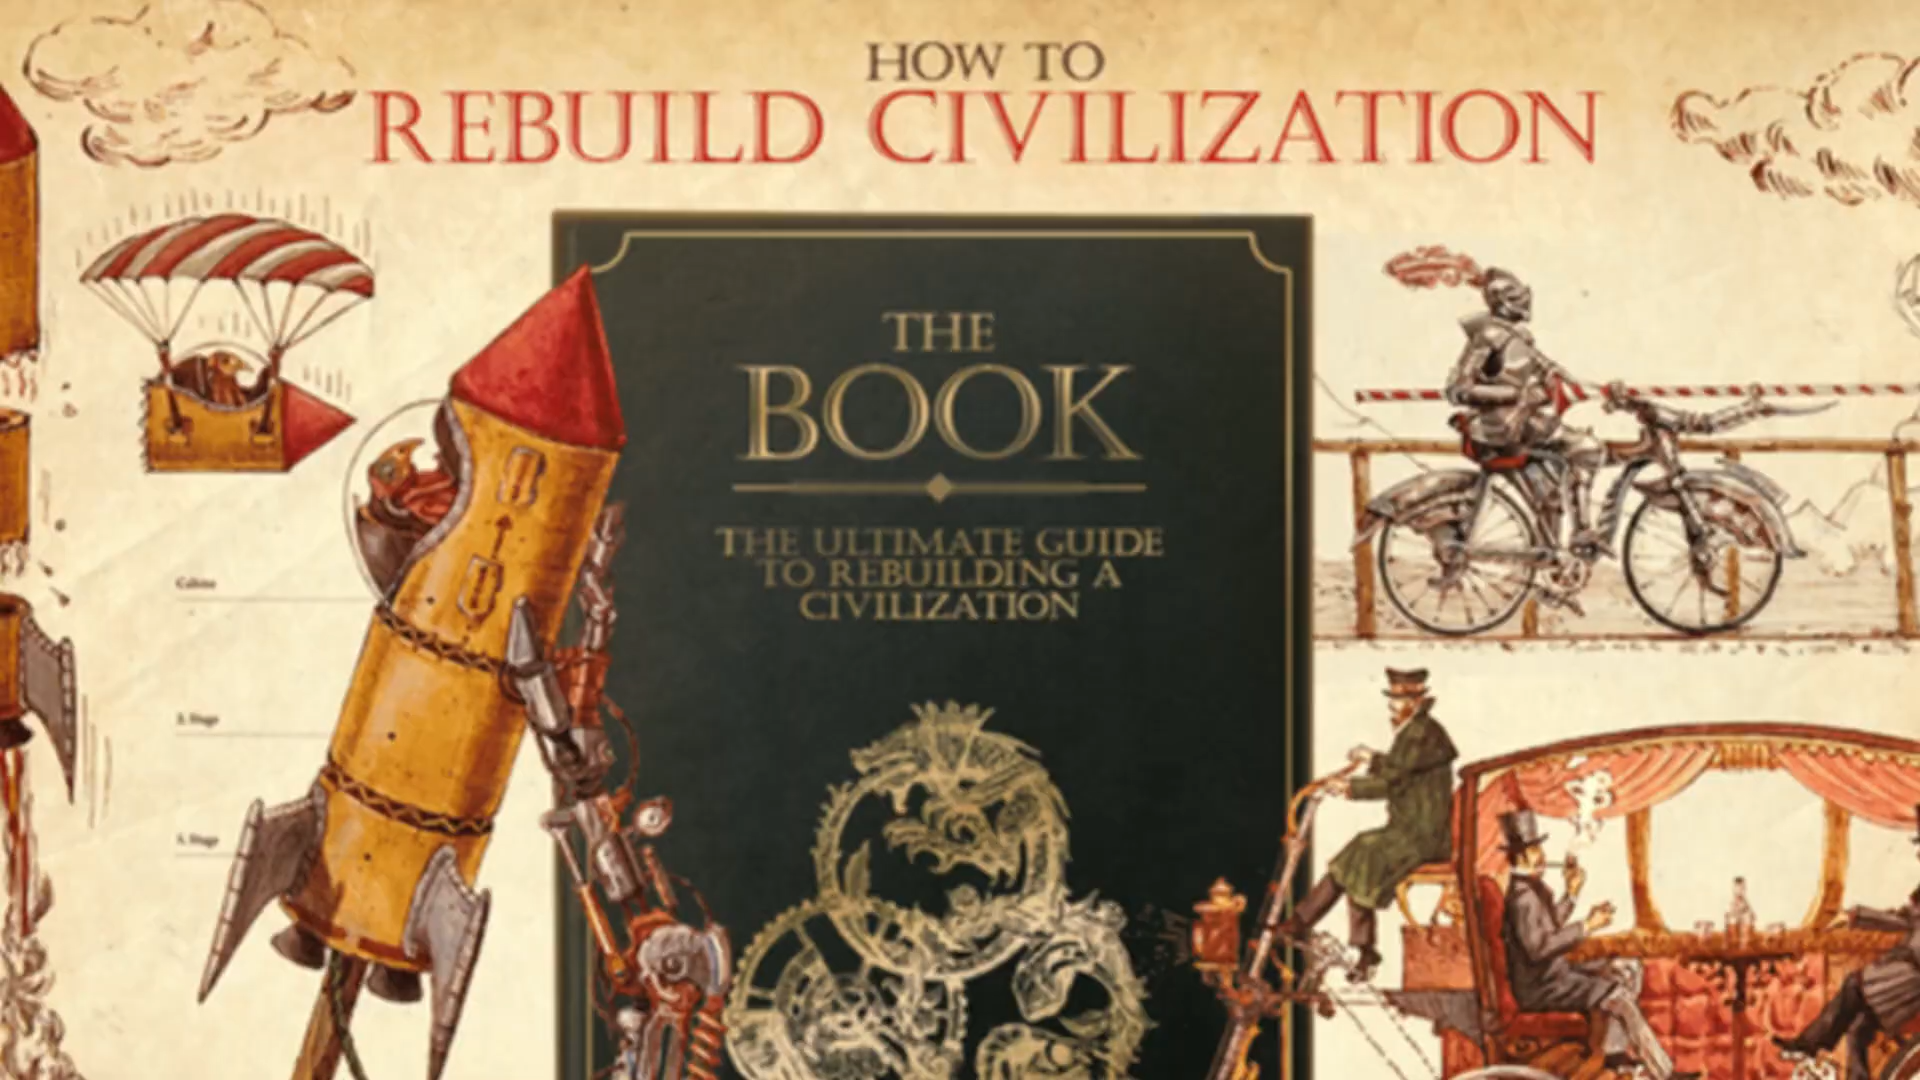 HOW TO
REBUILD CIVILIZATION
THE
BOOK
THE ULTIMATE GUIDE
TO REBUILDING A
CIVILIZATION